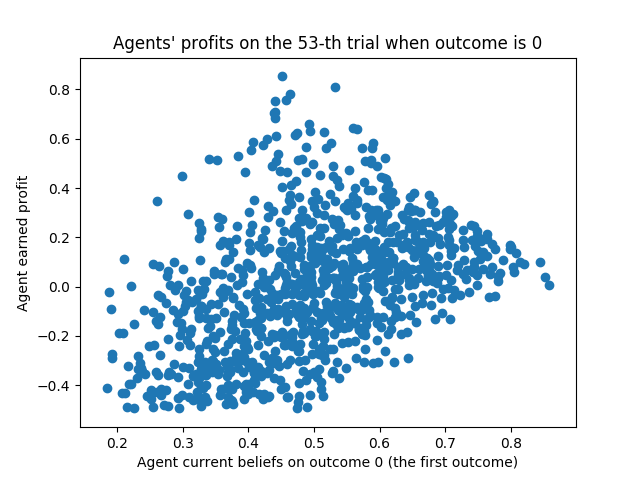 Agents' profits on the 53-th trial when outcome is 0
Agent earned profit
0.8
0.6
0.4
0.2
0.0
−0.2
−0.4
0.2 0.3 0.4 0.5 0.6 0.7 0.8
Agent current beliefs on outcome 0 (the first outcome)